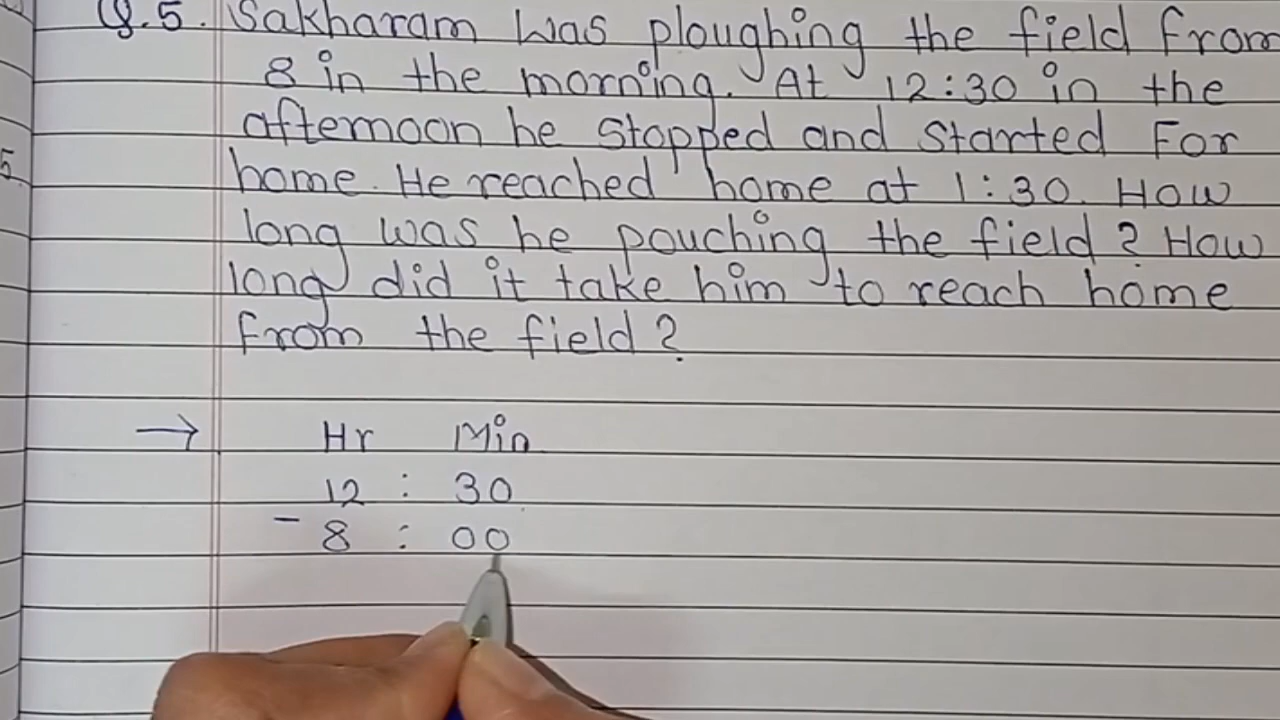 Q.5. Sakharam was ploughing the field from
8 in the morning. At 12:30 in the
afternoon he stopped and started For
home. He reached home at 1:30. How
long was he pouching the field? How
long did it take him to reach home
from the field?
5.
→ Hr Min
12 : 30
- 8 : 00